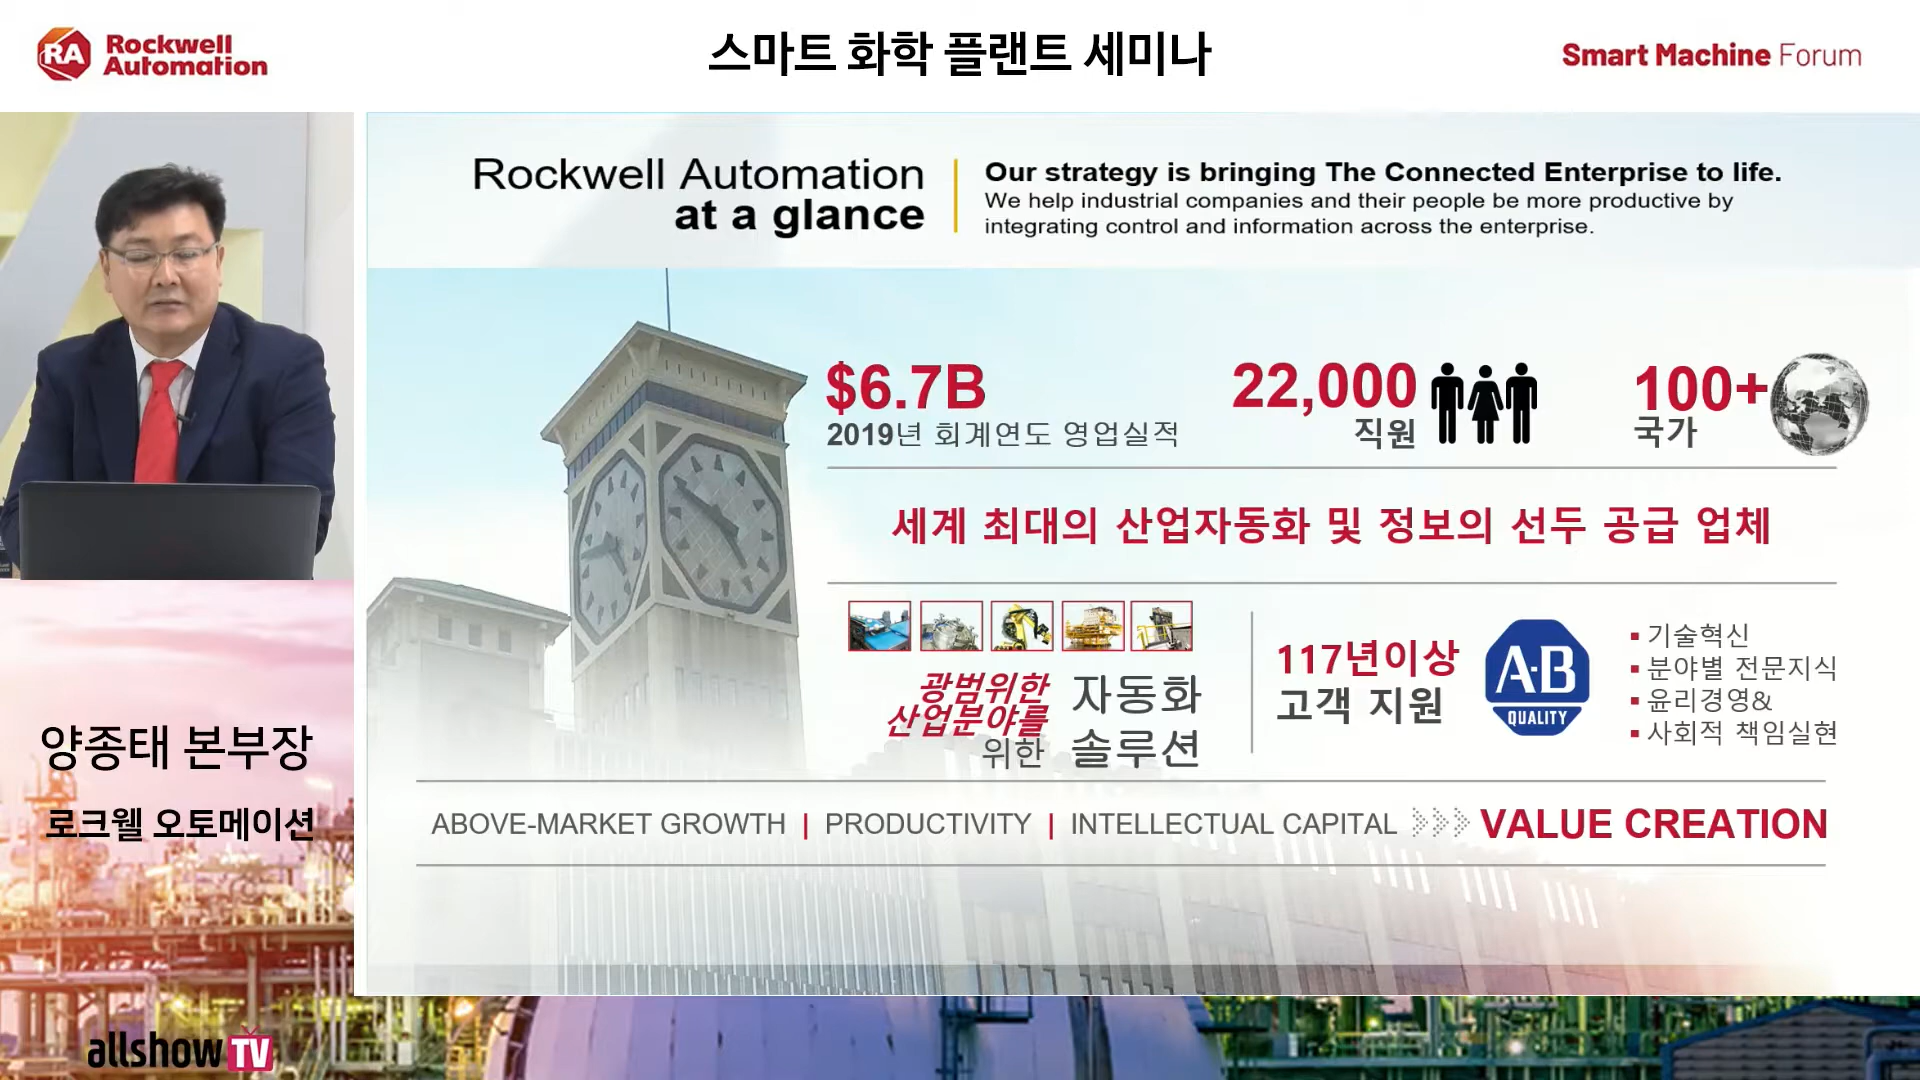 RA Rockwell
Automation
스마트 화학 플랜트 세미나
Smart Machine Forum
Rockwell Automation
at a glance
Our strategy is bringing The Connected Enterprise to life.
We help industrial companies and their people be more productive by
integrating control and information across the enterprise.
$6.7B
2019년 회계연도 영업실적
22,000
직원
100+
국가
세계 최대의 산업자동화 및 정보의 선두 공급 업체
광범위한
산업분야를
위한
자동화
솔루션
117년이상
고객 지원
A·B
QUALITY
▪ 기술혁신
▪ 분야별 전문지식
▪ 윤리경영&
▪ 사회적 책임실현
ABOVE-MARKET GROWTH | PRODUCTIVITY | INTELLECTUAL CAPITAL VALUE CREATION
양종태 본부장
로크웰 오토메이션
allshow TV